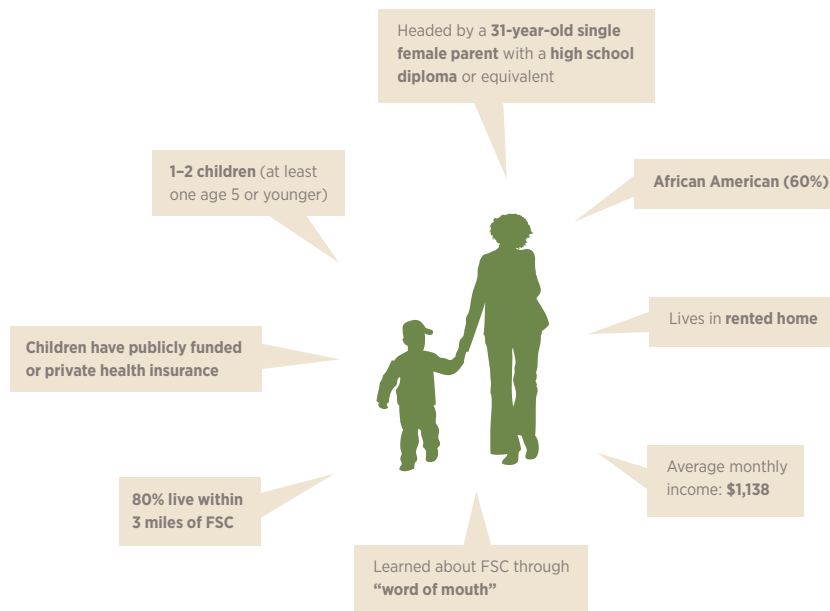 Headed by a 31-year-old single
female parent with a high school
diploma or equivalent
1–2 children (at least
one age 5 or younger)
African American (60%)
Lives in rented home
Children have publicly funded
or private health insurance
Average monthly
income: $1,138
80% live within
3 miles of FSC
Learned about FSC through
“word of mouth”